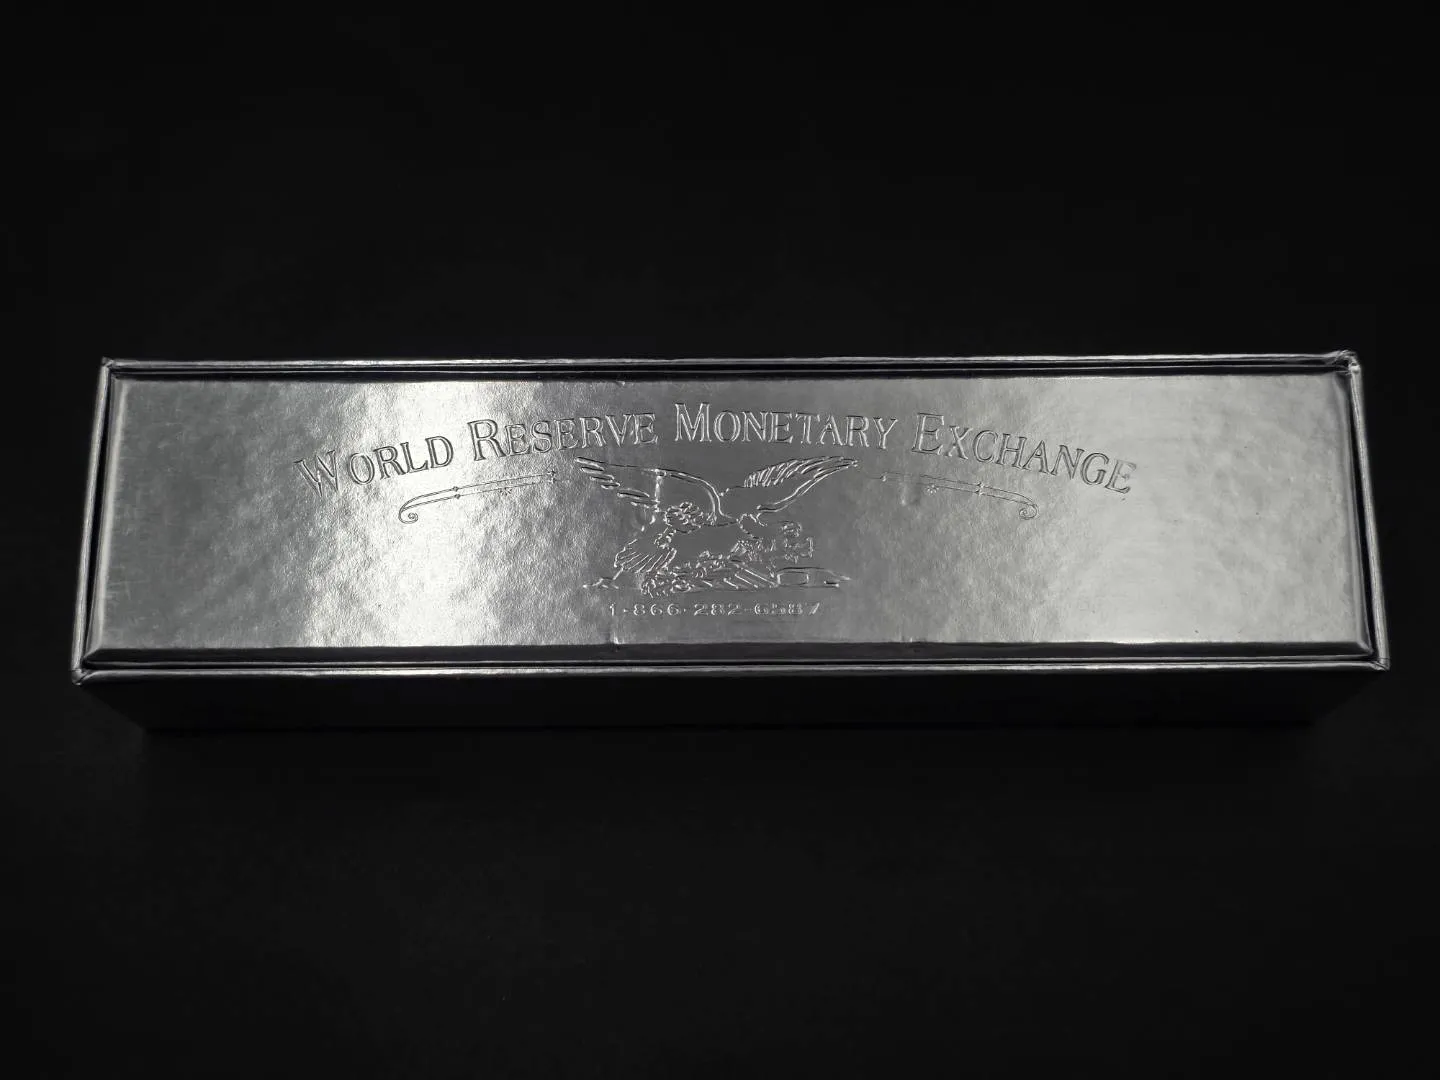 World Reserve Monetary Exchange
1-866-282-6587